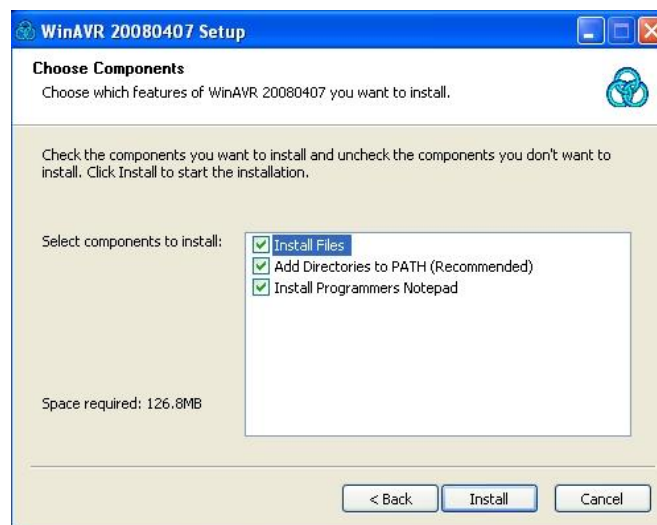 WinAVR 20080407 Setup
Choose Components
Choose which features of WinAVR 20080407 you want to install.
Check the components you want to install and uncheck the components you don't want to
install. Click Install to start the installation.
Select components to install:
Install Files
Add Directories to PATH (Recommended)
Install Programmers Notepad
Space required: 126.8MB
< Back
Install
Cancel